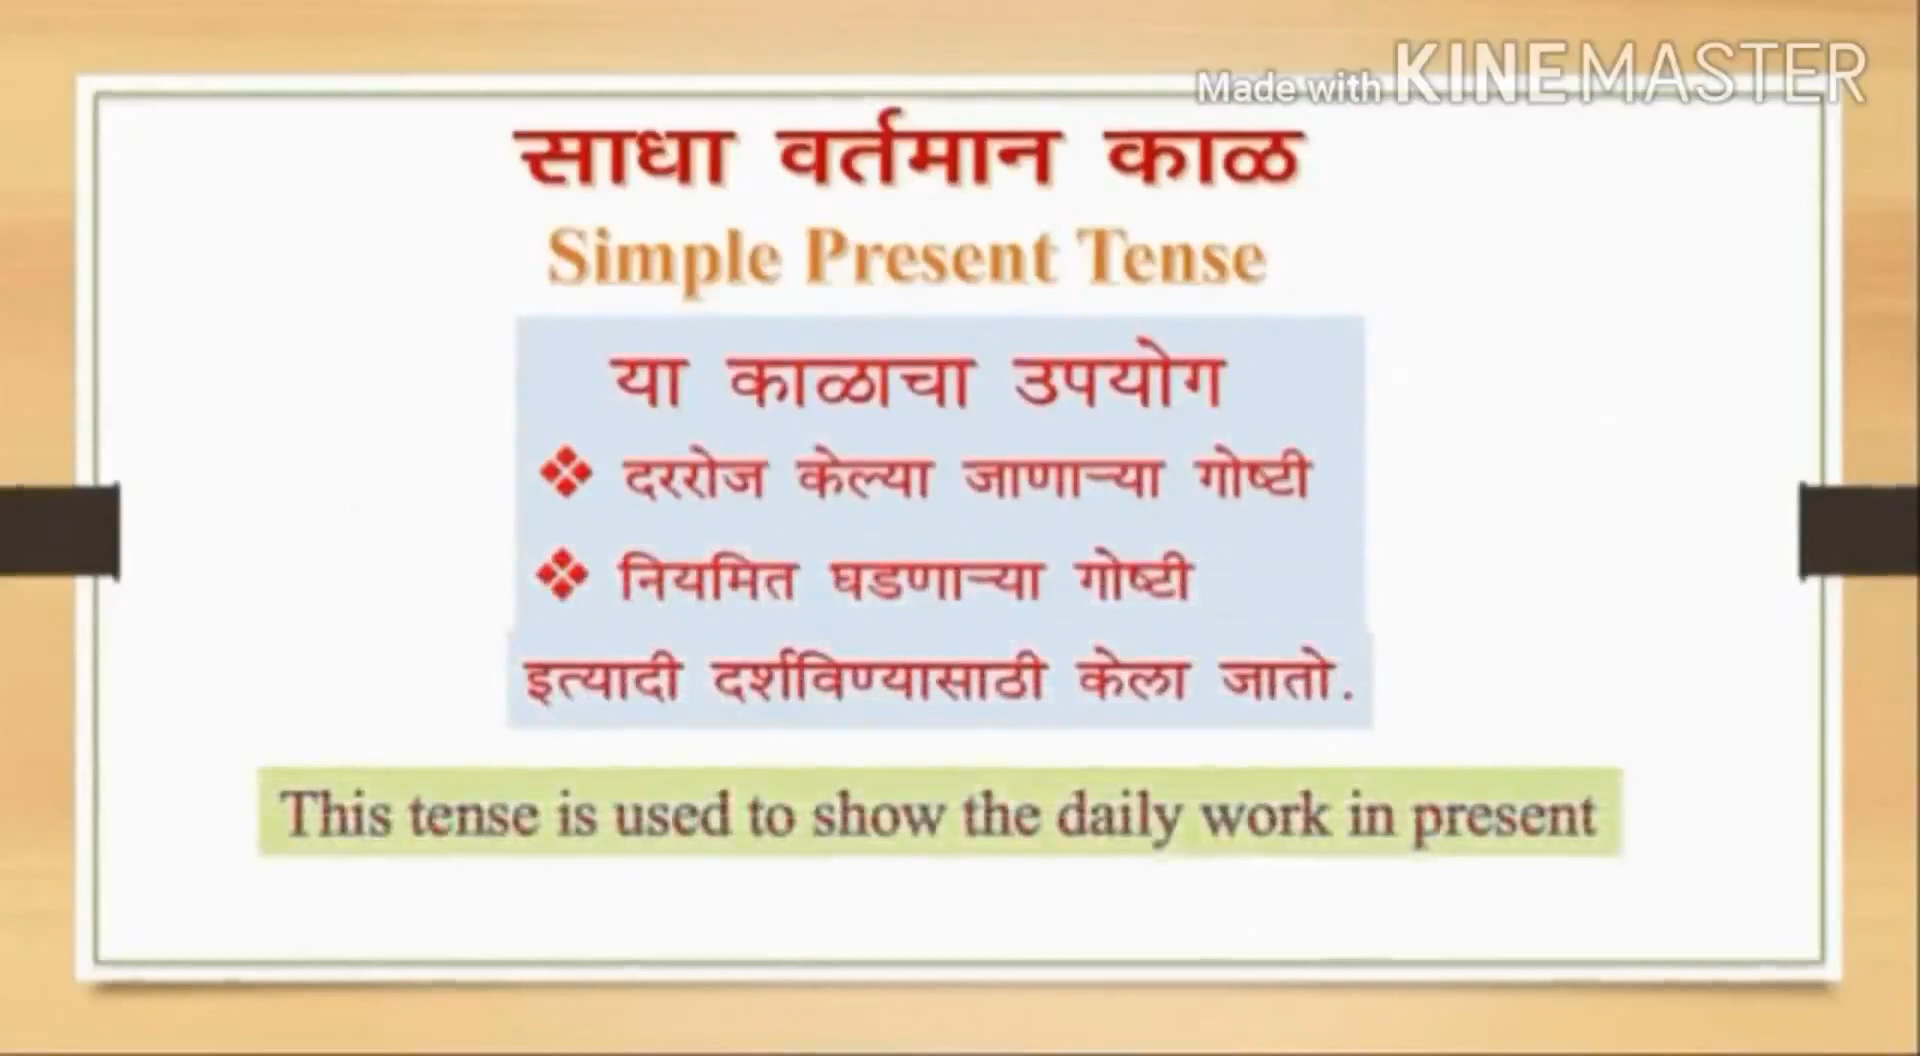 Made with KINEMASTER
साधा वर्तमान काळ
Simple Present Tense
या काळाचा उपयोग
❖ दररोज केल्या जाणाऱ्या गोष्टी
❖ नियमित घडणाऱ्या गोष्टी
इत्यादी दर्शविण्यासाठी केला जातो.
This tense is used to show the daily work in present